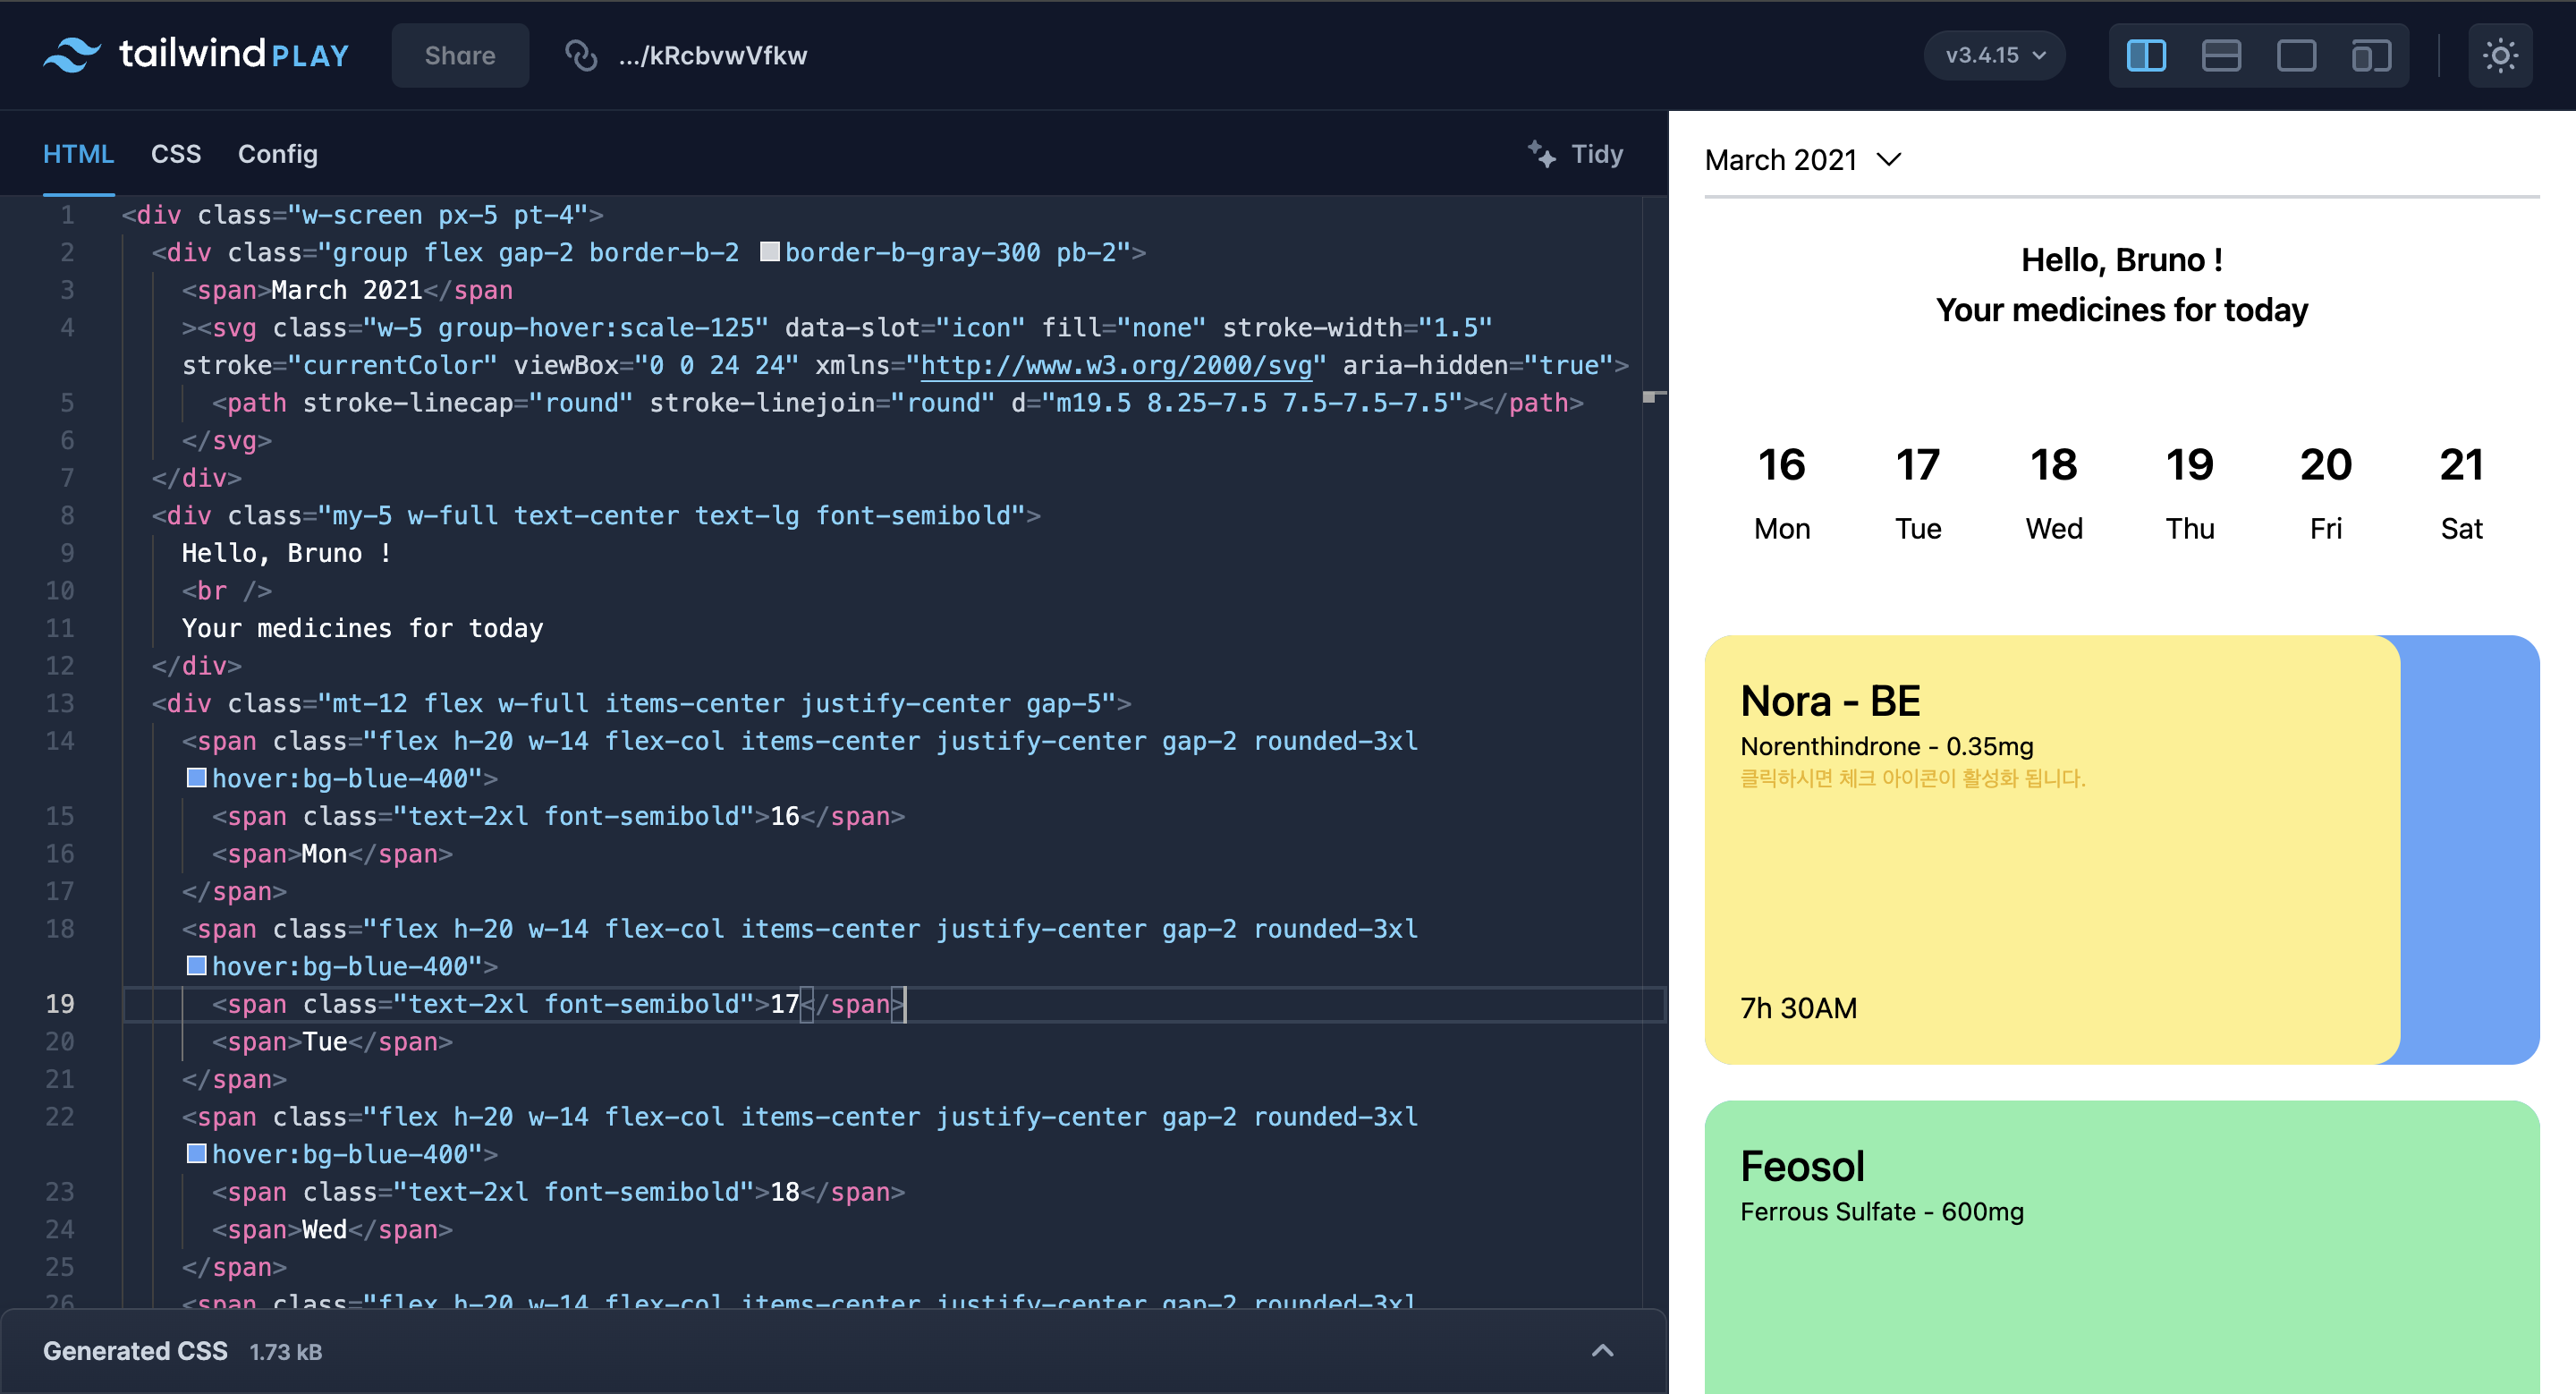 tailwind PLAY
Share
.../kRcbvwVfkw
v3.4.15
HTML CSS Config
Tidy
1 <div class="w-screen px-5 pt-4">
2 <div class="group flex gap-2 border-b-2 border-b-gray-300 pb-2">
3 <span>March 2021</span
4 ><svg class="w-5 group-hover:scale-125" data-slot="icon" fill="none" stroke-width="1.5"
stroke="currentColor" viewBox="0 0 24 24" xmlns="http://www.w3.org/2000/svg" aria-hidden="true">
5 <path stroke-linecap="round" stroke-linejoin="round" d="m19.5 8.25-7.5 7.5-7.5-7.5"></path>
6 </svg>
7 </div>
8 <div class="my-5 w-full text-center text-lg font-semibold">
9 Hello, Bruno !
10 <br />
11 Your medicines for today
12 </div>
13 <div class="mt-12 flex w-full items-center justify-center gap-5">
14 <span class="flex h-20 w-14 flex-col items-center justify-center gap-2 rounded-3xl
hover:bg-blue-400">
15 <span class="text-2xl font-semibold">16</span>
16 <span>Mon</span>
17 </span>
18 <span class="flex h-20 w-14 flex-col items-center justify-center gap-2 rounded-3xl
hover:bg-blue-400">
19 <span class="text-2xl font-semibold">17</span>
20 <span>Tue</span>
21 </span>
22 <span class="flex h-20 w-14 flex-col items-center justify-center gap-2 rounded-3xl
hover:bg-blue-400">
23 <span class="text-2xl font-semibold">18</span>
24 <span>Wed</span>
25 </span>
26 <span class="flex h-20 w-14 flex-col items-center justify-center gap-2 rounded-3xl
Generated CSS 1.73 kB
March 2021
Hello, Bruno !
Your medicines for today
16 17 18 19 20 21
Mon Tue Wed Thu Fri Sat
Nora - BE
Norenthindrone - 0.35mg
클릭하시면 체크 아이콘이 활성화 됩니다.
7h 30AM
Feosol
Ferrous Sulfate - 600mg